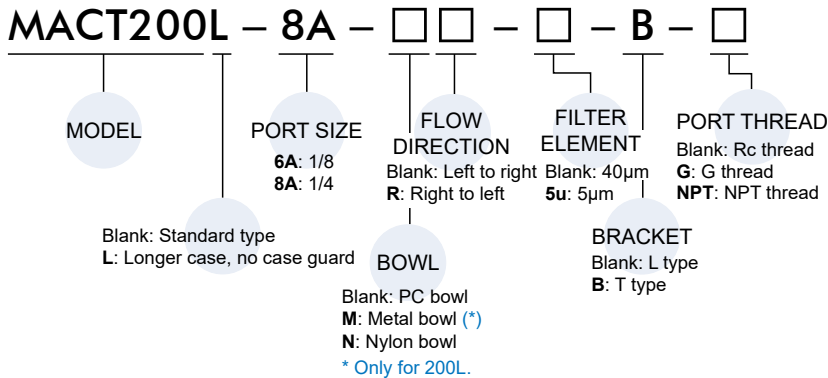 MACT200L – 8A – □□ – □ – B – □
MODEL
PORT SIZE
6A: 1/8
8A: 1/4
FLOW
DIRECTION
Blank: Left to right
R: Right to left
FILTER
ELEMENT
Blank: 40µm
5u: 5µm
PORT THREAD
Blank: Rc thread
G: G thread
NPT: NPT thread
Blank: Standard type
L: Longer case, no case guard
BOWL
Blank: PC bowl
M: Metal bowl (*)
N: Nylon bowl
* Only for 200L.
BRACKET
Blank: L type
B: T type